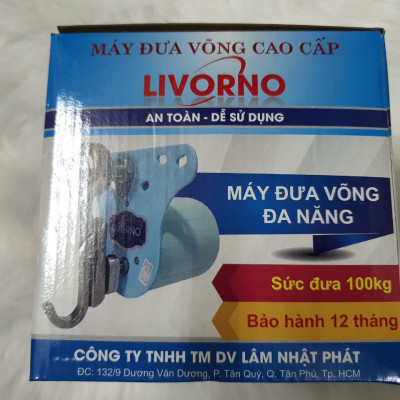 MÁY ĐƯA VÕNG CAO CẤP
LIVORNO
AN TOÀN - DỄ SỬ DỤNG
LIVORNO
MÁY ĐƯA VÕNG
ĐA NĂNG
Sức đưa 100kg
Bảo hành 12 tháng
CÔNG TY TNHH TM DV LÂM NHẬT PHÁT
ĐC: 132/9 Dương Văn Dương, P. Tân Quý, Q. Tân Phú, Tp. HCM